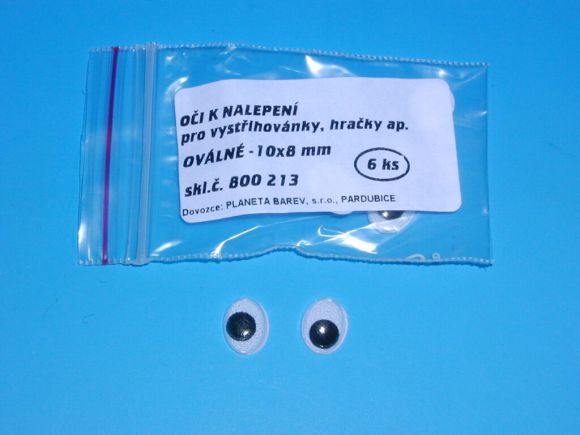 OČI K NALEPENÍ
pro vystřihovánky, hračky ap.
OVÁLNÉ - 10x8 mm
6 ks
skl.č. 800 213
Dovozce: PLANETA BAREV, s.r.o., PARDUBICE